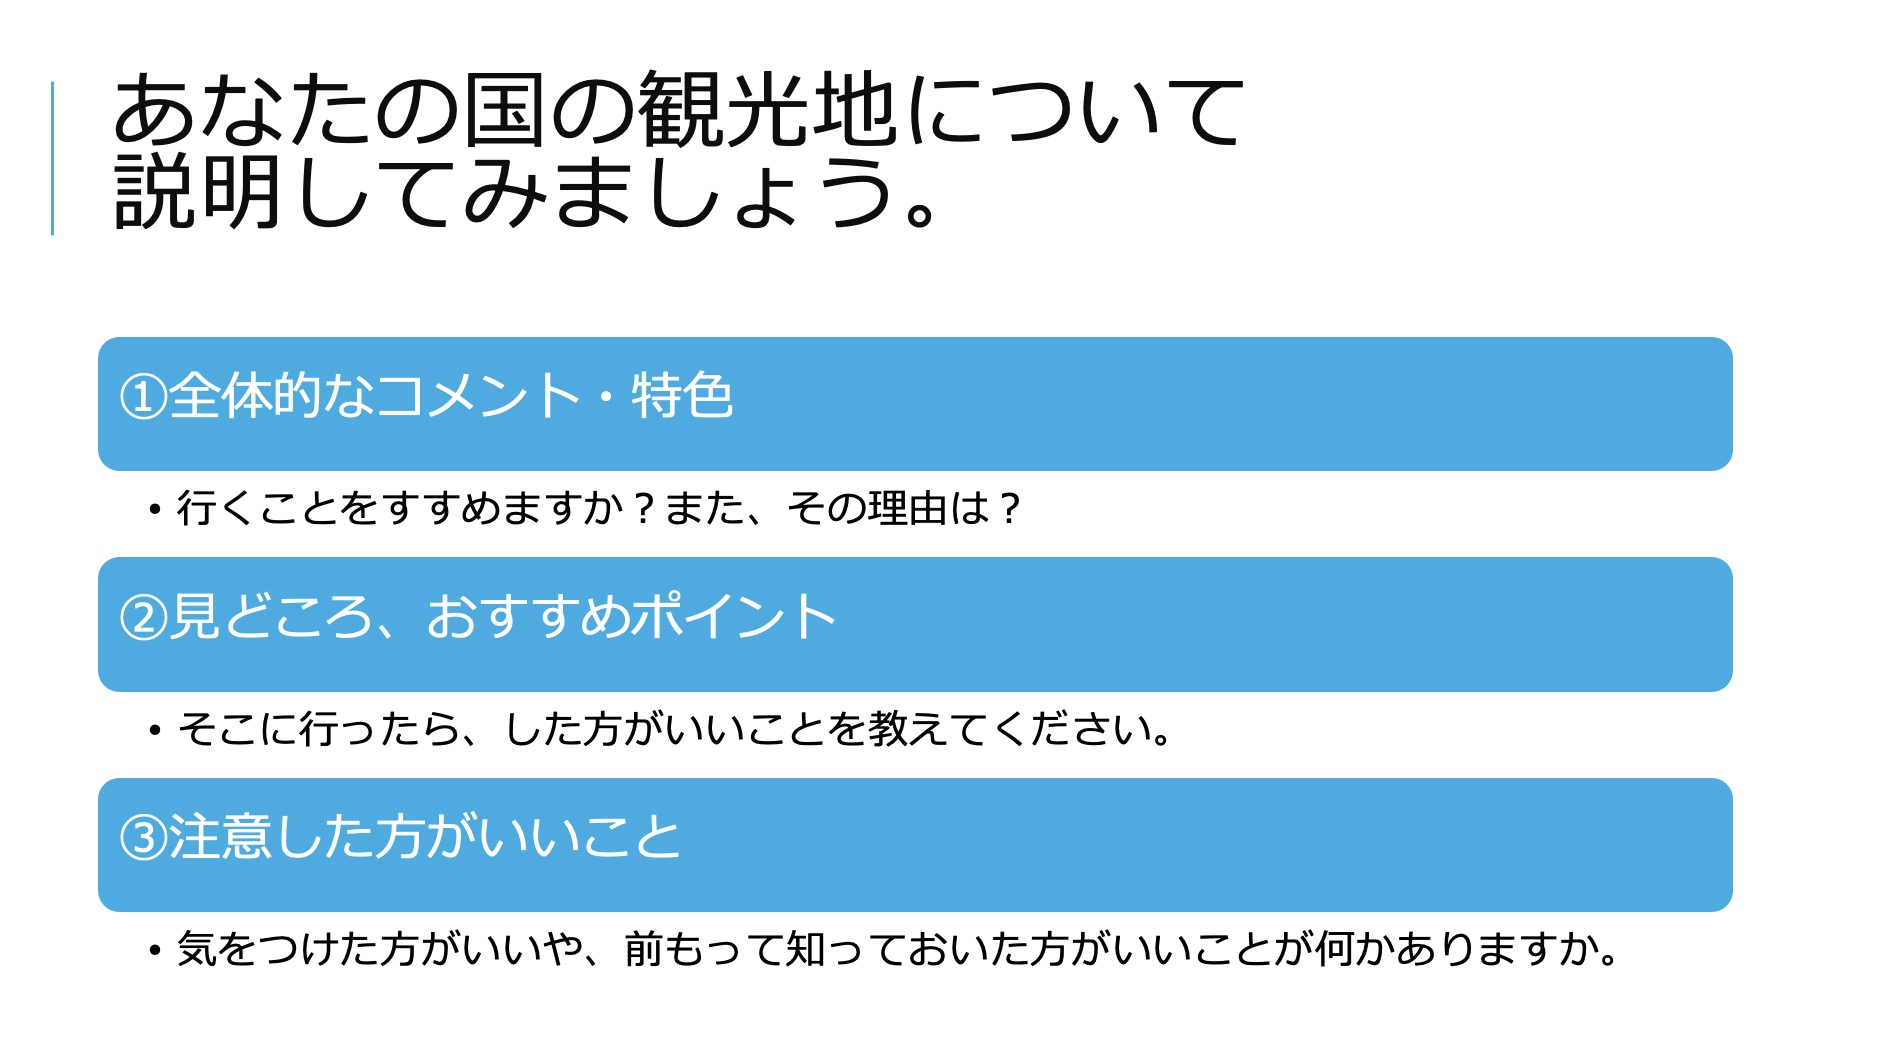 あなたの国の観光地について
説明してみましょう。
①全体的なコメント・特色
• 行くことをすすめますか？また、その理由は？
②見どころ、おすすめポイント
• そこに行ったら、した方がいいことを教えてください。
③注意した方がいいこと
• 気をつけた方がいいや、前もって知っておいた方がいいことが何かありますか。